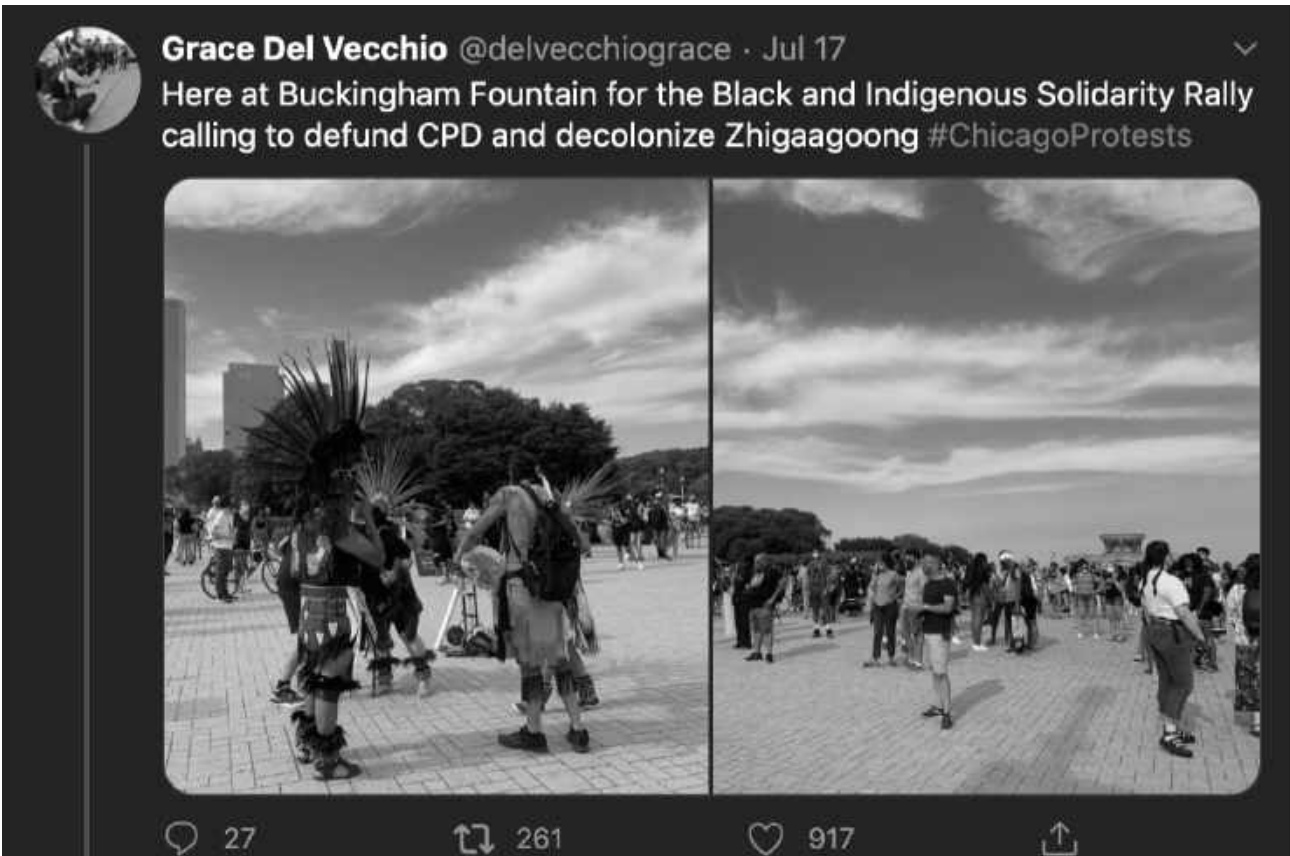 Grace Del Vecchio @delvecchiograce · Jul 17
Here at Buckingham Fountain for the Black and Indigenous Solidarity Rally
calling to defund CPD and decolonize Zhigaagoong #ChicagoProtests
27 261 917